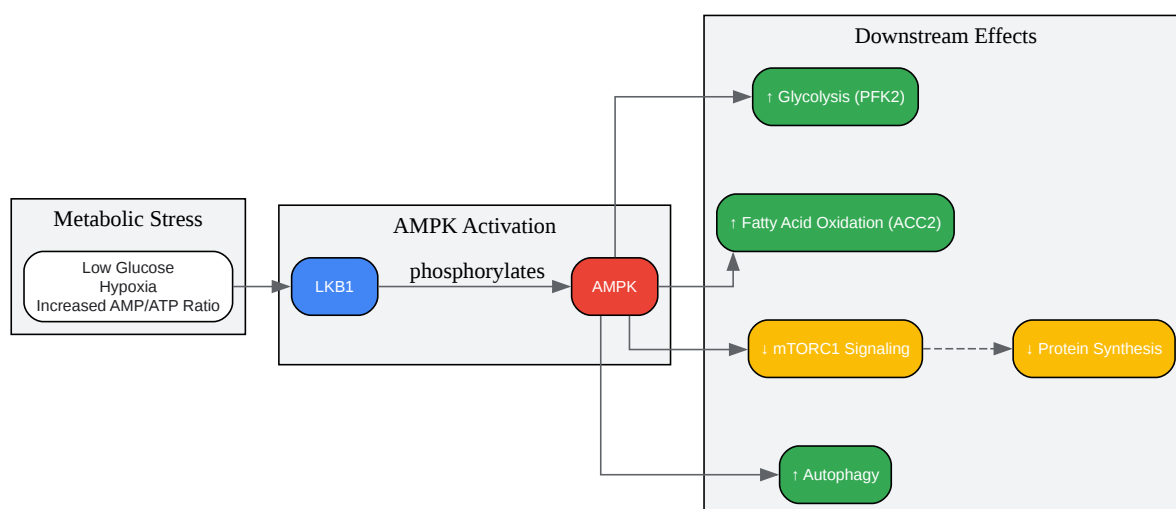 Metabolic Stress
Low Glucose
Hypoxia
Increased AMP/ATP Ratio
AMPK Activation
LKB1
phosphorylates
AMPK
Downstream Effects
↑ Glycolysis (PFK2)
↑ Fatty Acid Oxidation (ACC2)
↓ mTORC1 Signaling
↓ Protein Synthesis
↑ Autophagy